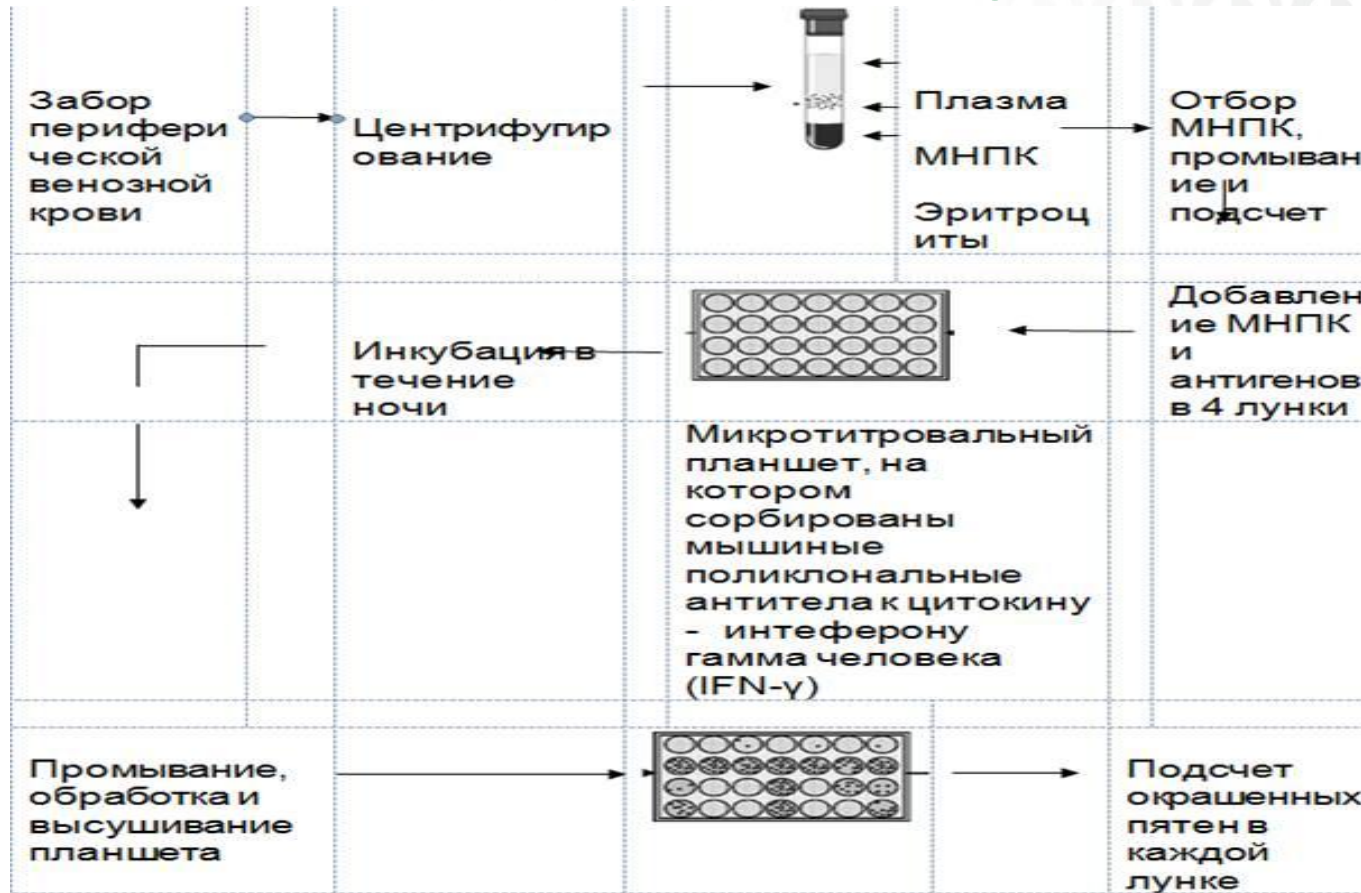 Забор
перифери
ческой
венозной
крови
Центрифугир
ование
Плазма
МНПК
Эритроц
иты
Отбор
МНПК,
промыван
ие и
подсчет
Добавлен
ие МНПК
и
антигенов
в 4 лунки
Инкубация в
течение
ночи
Микротитровальный
планшет, на
котором
сорбированы
мышиные
поликлональные
антитела к цитокину
- интеферону
гамма человека
(IFN-γ)
Промывание,
обработка и
высушивание
планшета
Подсчет
окрашенных
пятен в
каждой
лунке